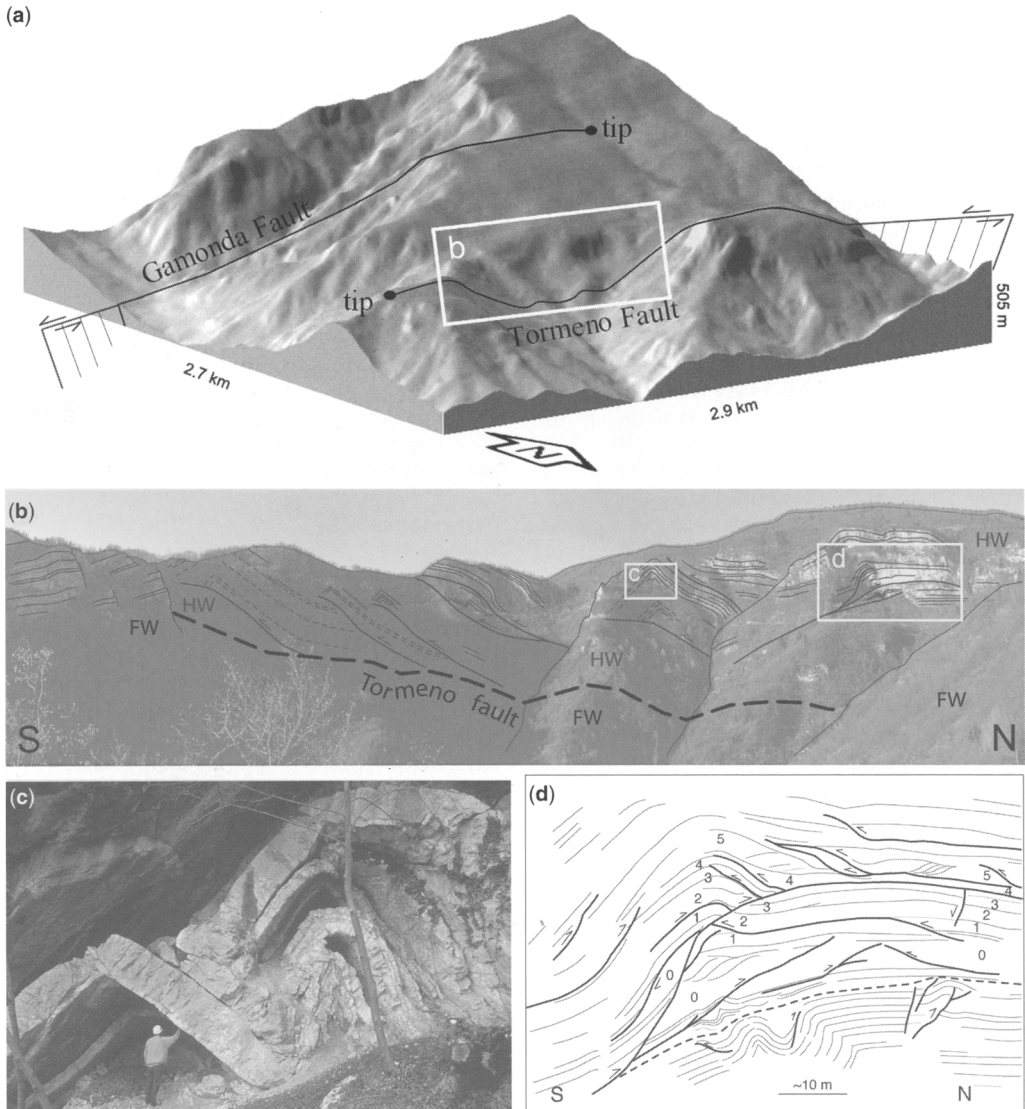 (a)
tip
Gamonda Fault
b
tip
Tormeno Fault
505 m
2.7 km
2.9 km
N
(b)
c
d
HW
HW
FW
HW
Tormeno fault
FW
FW
S
N
(c)
(d)
5
4
3
4
5
4
3
2
3
2
1
2
1
1
0
0
0
S
~10 m
N